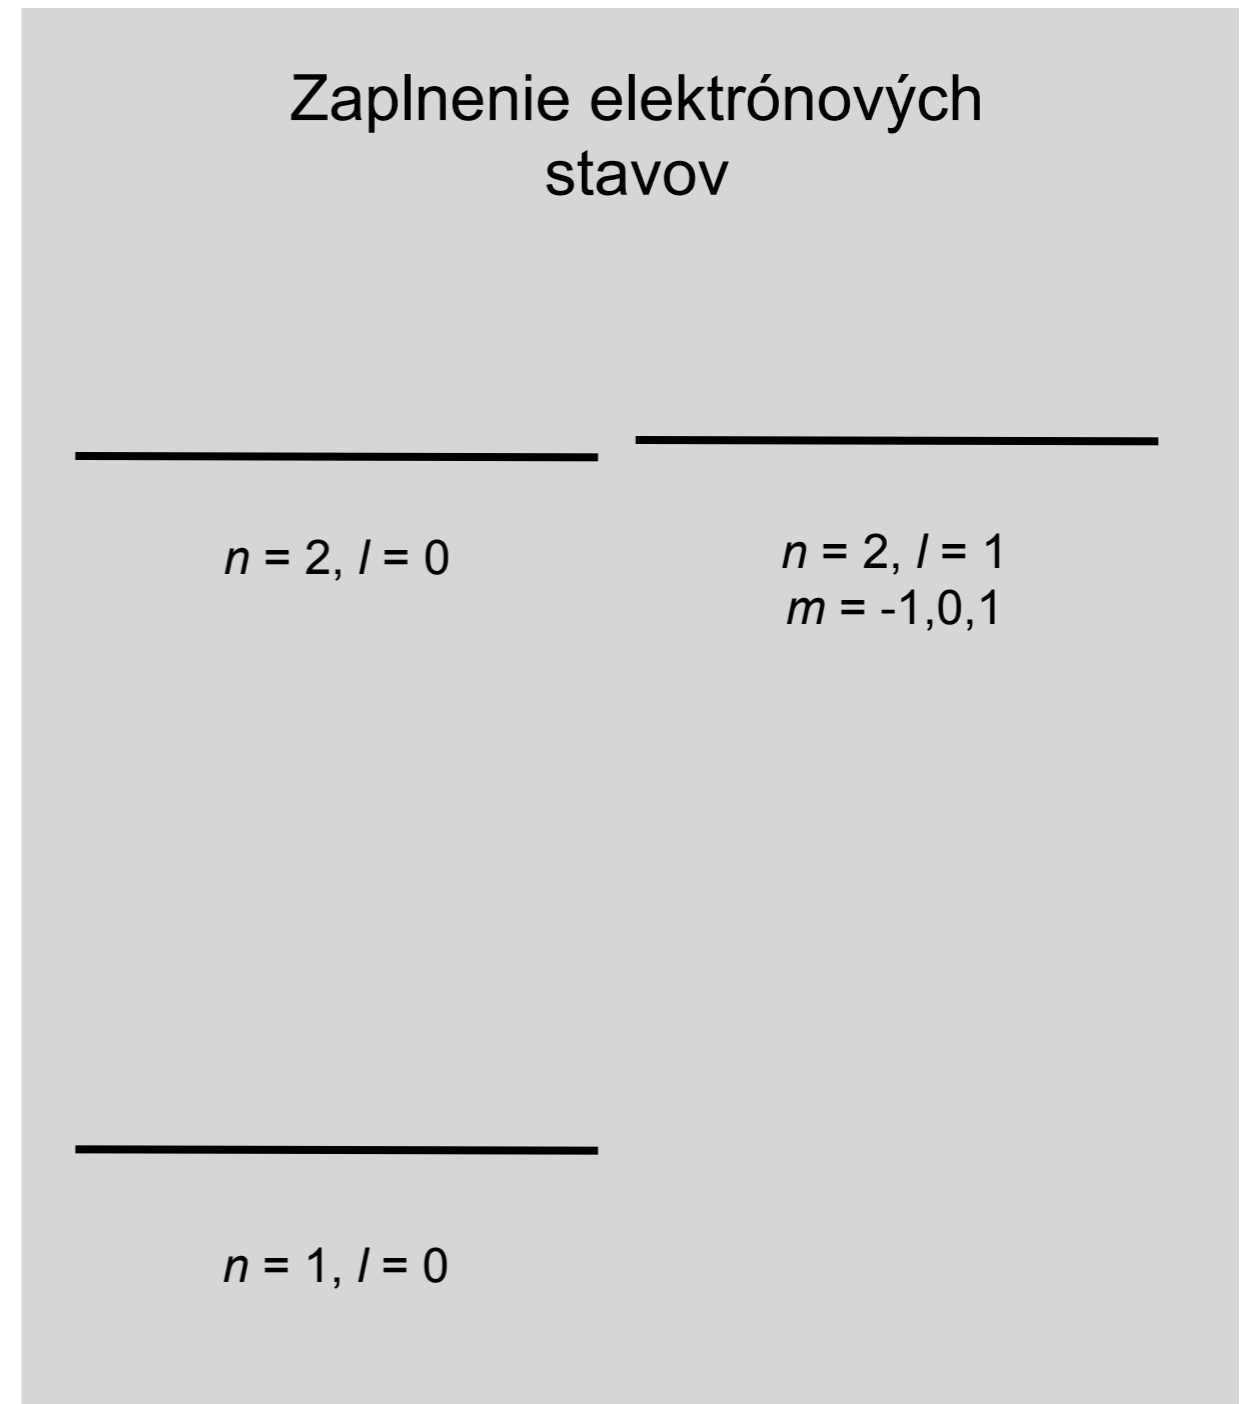 Zaplnenie elektrónových
stavov
n = 2, l = 0
n = 2, l = 1
m = -1,0,1
n = 1, l = 0